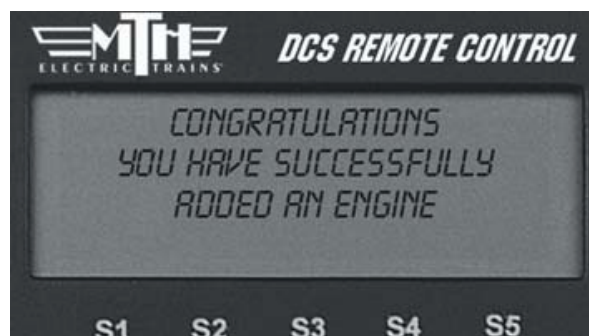 MTH
ELECTRIC TRAINS
DCS REMOTE CONTROL
CONGRATULATIONS
YOU HAVE SUCCESSFULLY
ADDED AN ENGINE
S1 S2 S3 S4 S5